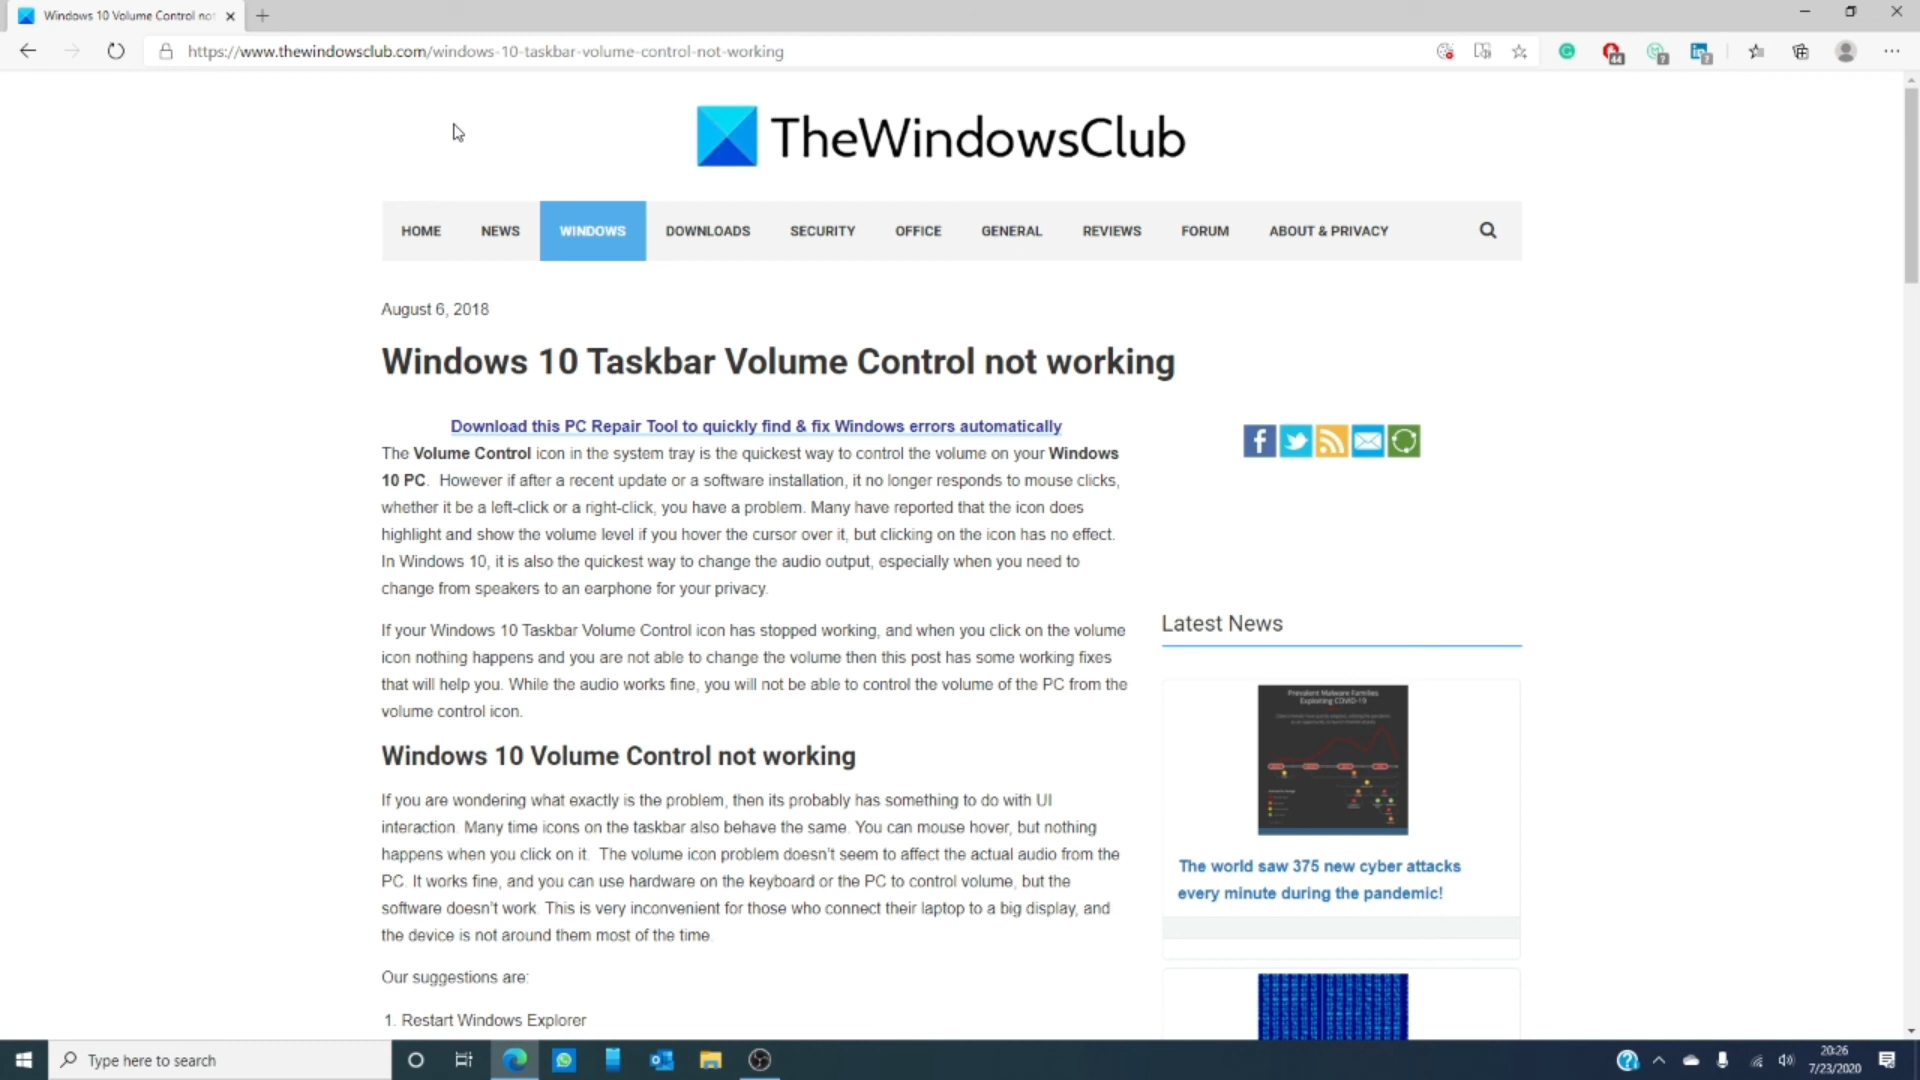 Windows 10 Volume Control not
https://www.thewindowsclub.com/windows-10-taskbar-volume-control-not-working
44
?
?
TheWindowsClub
HOME NEWS WINDOWS DOWNLOADS SECURITY OFFICE GENERAL REVIEWS FORUM ABOUT & PRIVACY
August 6, 2018
Windows 10 Taskbar Volume Control not working
Download this PC Repair Tool to quickly find & fix Windows errors automatically
The Volume Control icon in the system tray is the quickest way to control the volume on your Windows
10 PC.  However if after a recent update or a software installation, it no longer responds to mouse clicks,
whether it be a left-click or a right-click, you have a problem. Many have reported that the icon does
highlight and show the volume level if you hover the cursor over it, but clicking on the icon has no effect.
In Windows 10, it is also the quickest way to change the audio output, especially when you need to
change from speakers to an earphone for your privacy.
If your Windows 10 Taskbar Volume Control icon has stopped working, and when you click on the volume
icon nothing happens and you are not able to change the volume then this post has some working fixes
that will help you. While the audio works fine, you will not be able to control the volume of the PC from the
volume control icon.
Windows 10 Volume Control not working
If you are wondering what exactly is the problem, then its probably has something to do with UI
interaction. Many time icons on the taskbar also behave the same. You can mouse hover, but nothing
happens when you click on it.  The volume icon problem doesn't seem to affect the actual audio from the
PC. It works fine, and you can use hardware on the keyboard or the PC to control volume, but the
software doesn't work. This is very inconvenient for those who connect their laptop to a big display, and
the device is not around them most of the time.
Our suggestions are:
1. Restart Windows Explorer
Latest News
Prevalent Malware Families
Exploiting COVID-19
The world saw 375 new cyber attacks
every minute during the pandemic!
Type here to search
20:26
7/23/2020